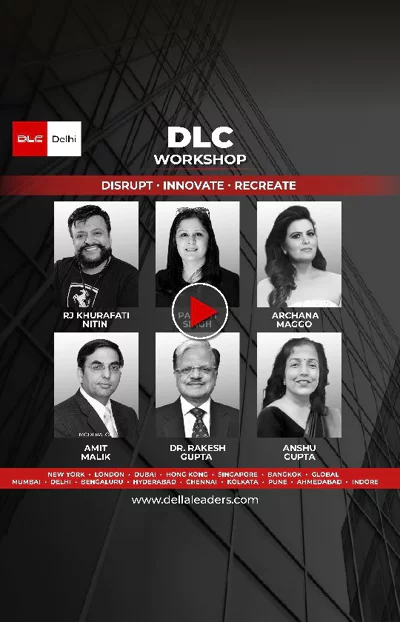 DLC Delhi
DLC
WORKSHOP
DISRUPT · INNOVATE · RECREATE
RJ KHURAFATI
NITIN
SINGH
ARCHANA
MAGGO
AMIT
MALIK
DR. RAKESH
GUPTA
ANSHU
GUPTA
NEW YORK · LONDON · DUBAI · HONG KONG · SINGAPORE · BANGKOK · GLOBAL
MUMBAI · DELHI · BENGALURU · HYDERABAD · CHENNAI · KOLKATA · PUNE · AHMEDABAD · INDORE
www.dellaleaders.com